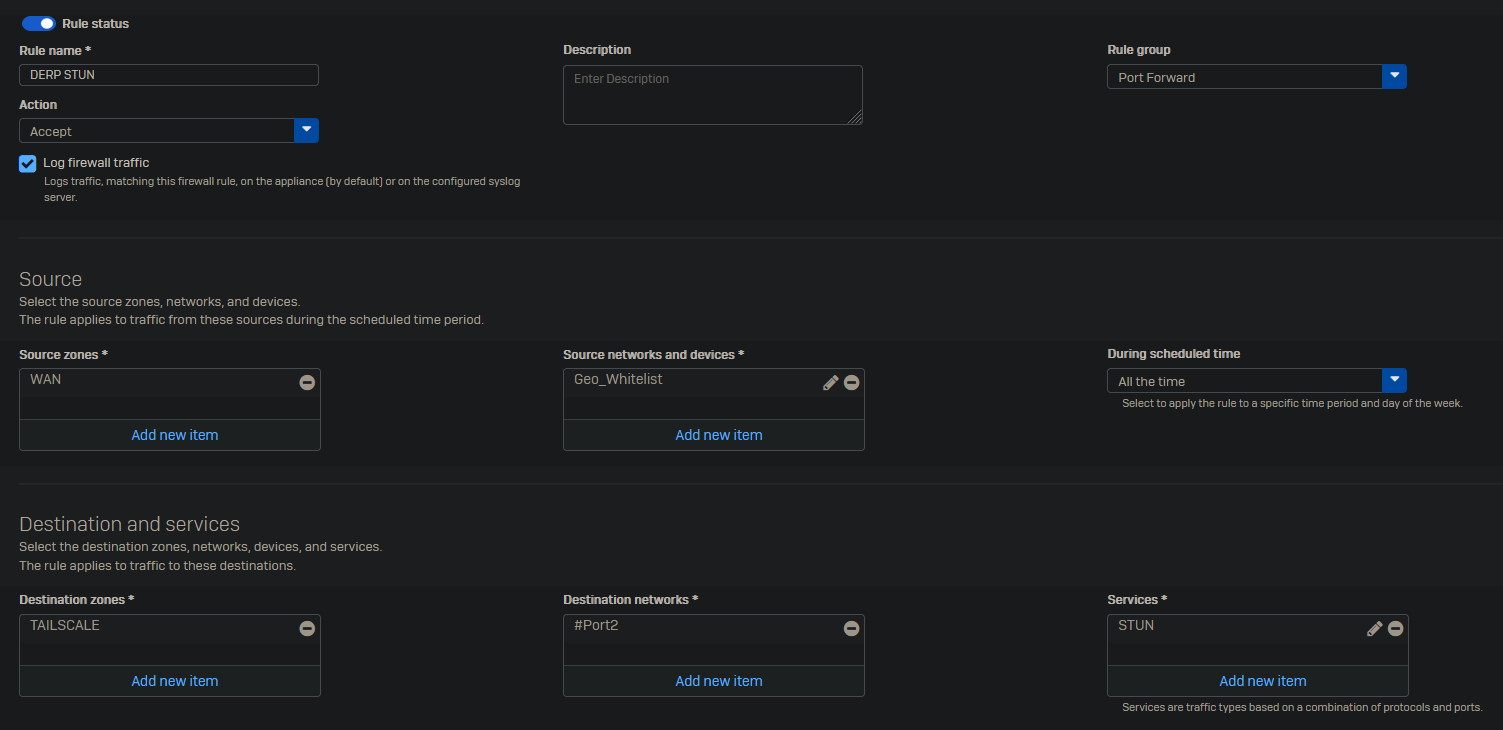 Rule status
Rule name *
DERP STUN
Action
Accept
Log firewall traffic
Logs traffic, matching this firewall rule, on the appliance (by default) or on the configured syslog
server.
Description
Enter Description
Rule group
Port Forward
Source
Select the source zones, networks, and devices.
The rule applies to traffic from these sources during the scheduled time period.
Source zones *
WAN
Add new item
Source networks and devices *
Geo_Whitelist
Add new item
During scheduled time
All the time
Select to apply the rule to a specific time period and day of the week.
Destination and services
Select the destination zones, networks, devices, and services.
The rule applies to traffic to these destinations.
Destination zones *
TAILSCALE
Add new item
Destination networks *
#Port2
Add new item
Services *
STUN
Add new item
Services are traffic types based on a combination of protocols and ports.